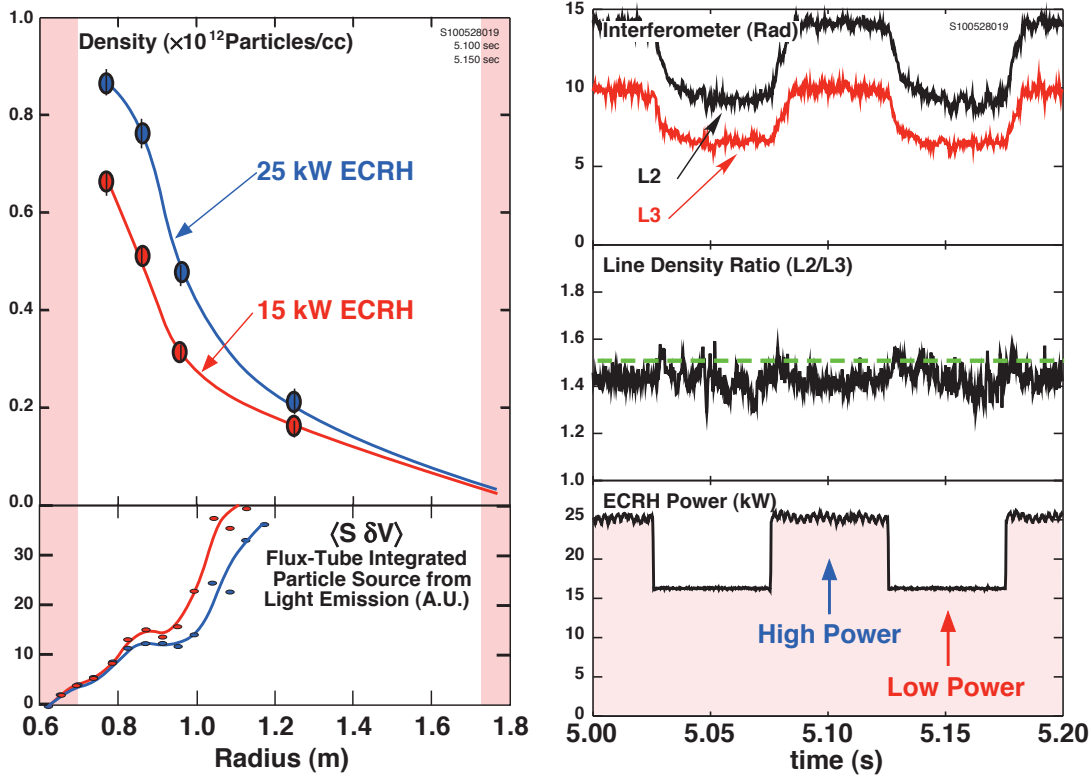 Density (×10 12Particles/cc)
S100528019
5.100 sec
5.150 sec
1.0
0.8
0.6
0.4
0.2
0.0
25 kW ECRH
15 kW ECRH
⟨S δV⟩
Flux-Tube Integrated
Particle Source from
Light Emission (A.U.)
30
20
10
0
0.6
0.8
1.0
1.2
1.4
1.6
1.8
Radius (m)
Interferometer (Rad)
S100528019
15
10
5
0
L2
L3
Line Density Ratio (L2/L3)
1.8
1.6
1.4
1.2
1.0
ECRH Power (kW)
25
20
15
10
5
0
High Power
Low Power
5.00
5.05
5.10
5.15
5.20
time (s)